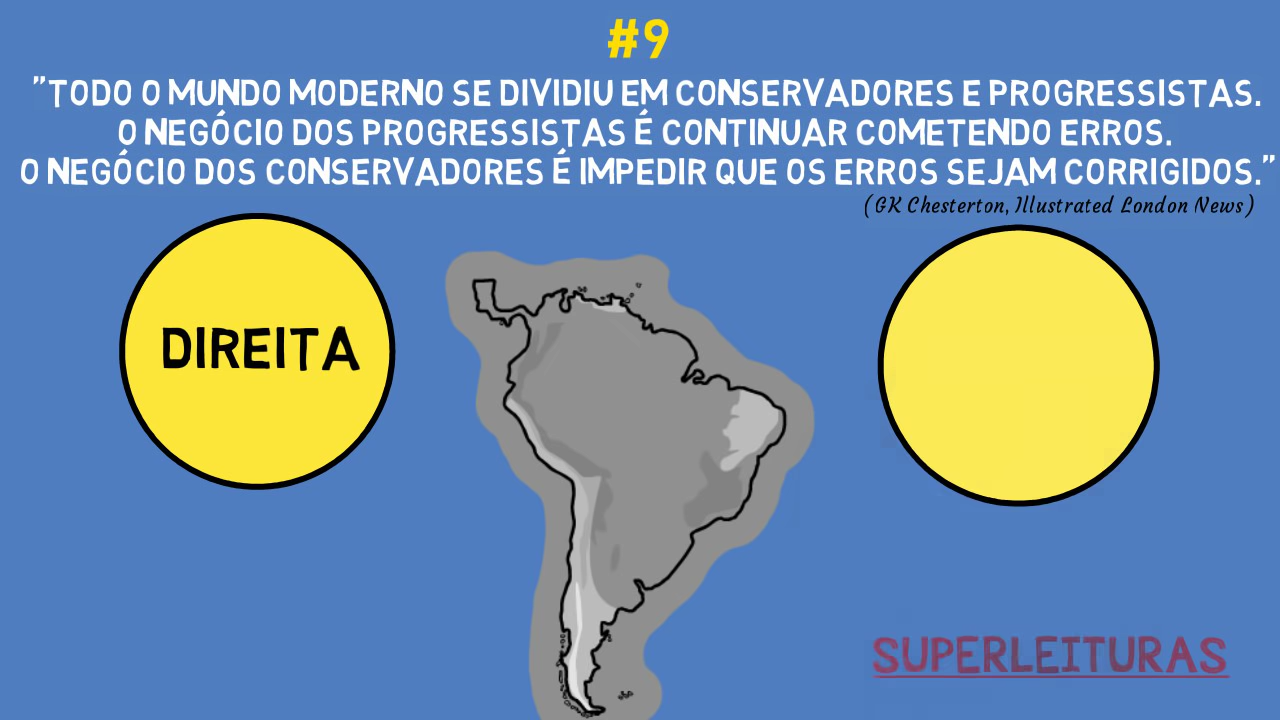 #9
"TODO O MUNDO MODERNO SE DIVIDIU EM CONSERVADORES E PROGRESSISTAS.
O NEGÓCIO DOS PROGRESSISTAS É CONTINUAR COMETENDO ERROS.
O NEGÓCIO DOS CONSERVADORES É IMPEDIR QUE OS ERROS SEJAM CORRIGIDOS."
(GK Chesterton, Illustrated London News)
DIREITA
SUPERLEITURAS